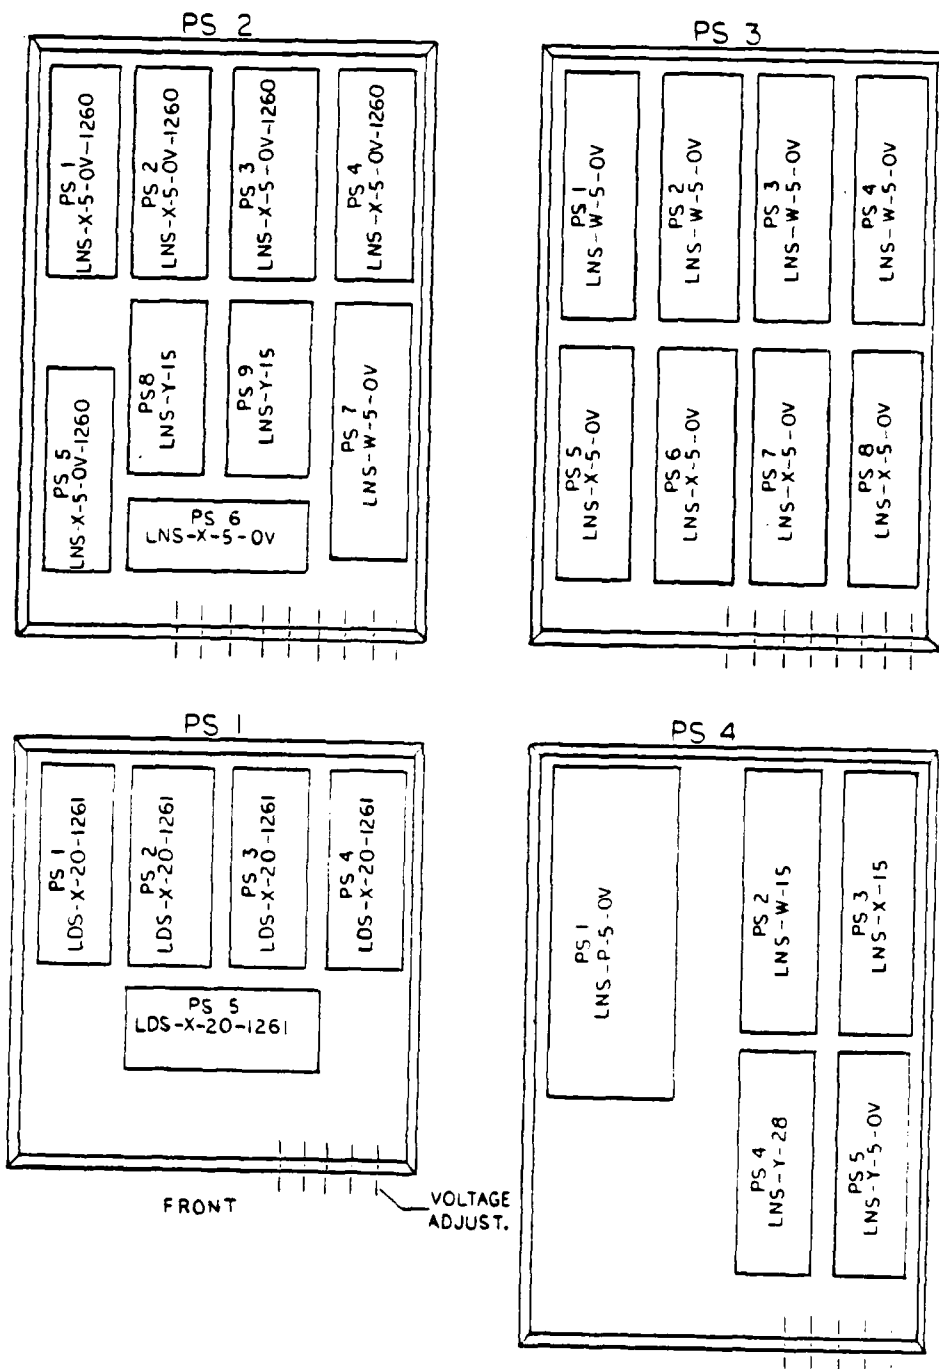 PS 2
PS 1
LNS-X-5-OV-1260
PS 2
LNS-X-5-OV-1260
PS 3
LNS-X-5-OV-1260
PS 4
LNS-X-5-OV-1260
PS 5
LNS-X-5-OV-1260
PS8
LNS-Y-15
PS 9
LNS-Y-15
PS 7
LNS-W-5-OV
PS 6
LNS-X-5-OV
PS 3
PS 1
LNS-W-5-OV
PS 2
LNS-W-5-OV
PS 3
LNS-W-5-OV
PS 4
LNS-W-5-OV
PS 5
LNS-X-5-OV
PS 6
LNS-X-5-OV
PS 7
LNS-X-5-OV
PS 8
LNS-X-5-OV
PS 1
PS 1
LDS-X-20-1261
PS 2
LDS-X-20-1261
PS 3
LDS-X-20-1261
PS 4
LDS-X-20-1261
PS 5
LDS-X-20-1261
FRONT
VOLTAGE
ADJUST.
PS 4
PS 1
LNS-P-5-OV
PS 2
LNS-W-15
PS 3
LNS-X-15
PS 4
LNS-Y-28
PS 5
LNS-Y-5-OV